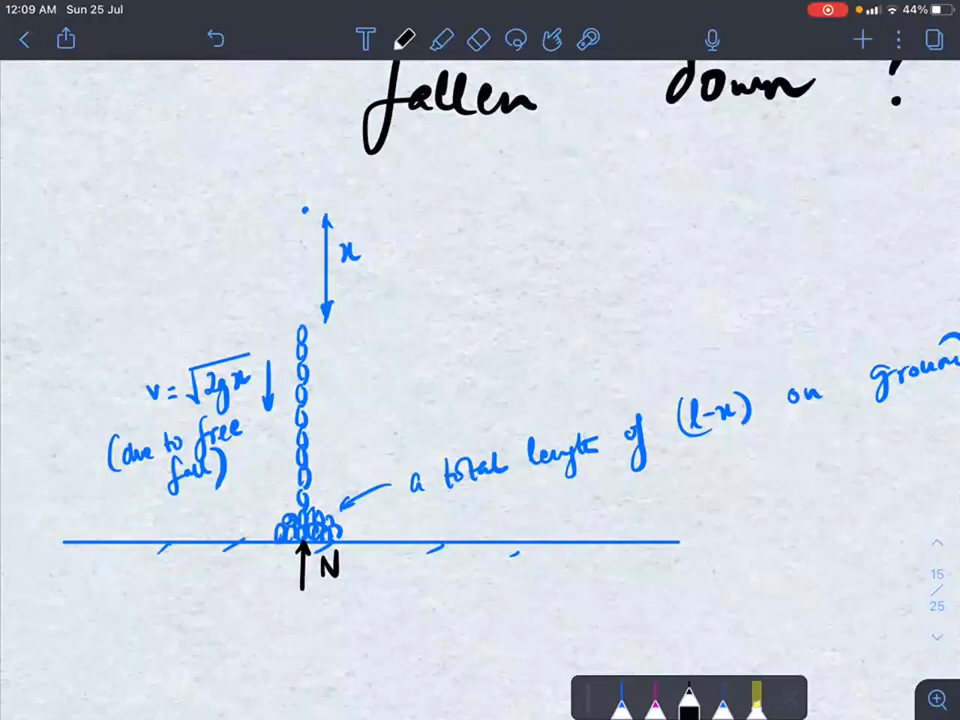 12:09 AM Sun 25 Jul
44%
T
fallen down ?
x
v = √2gx
(due to free
fall)
a total length of (l-x) on ground
N
15
/
25